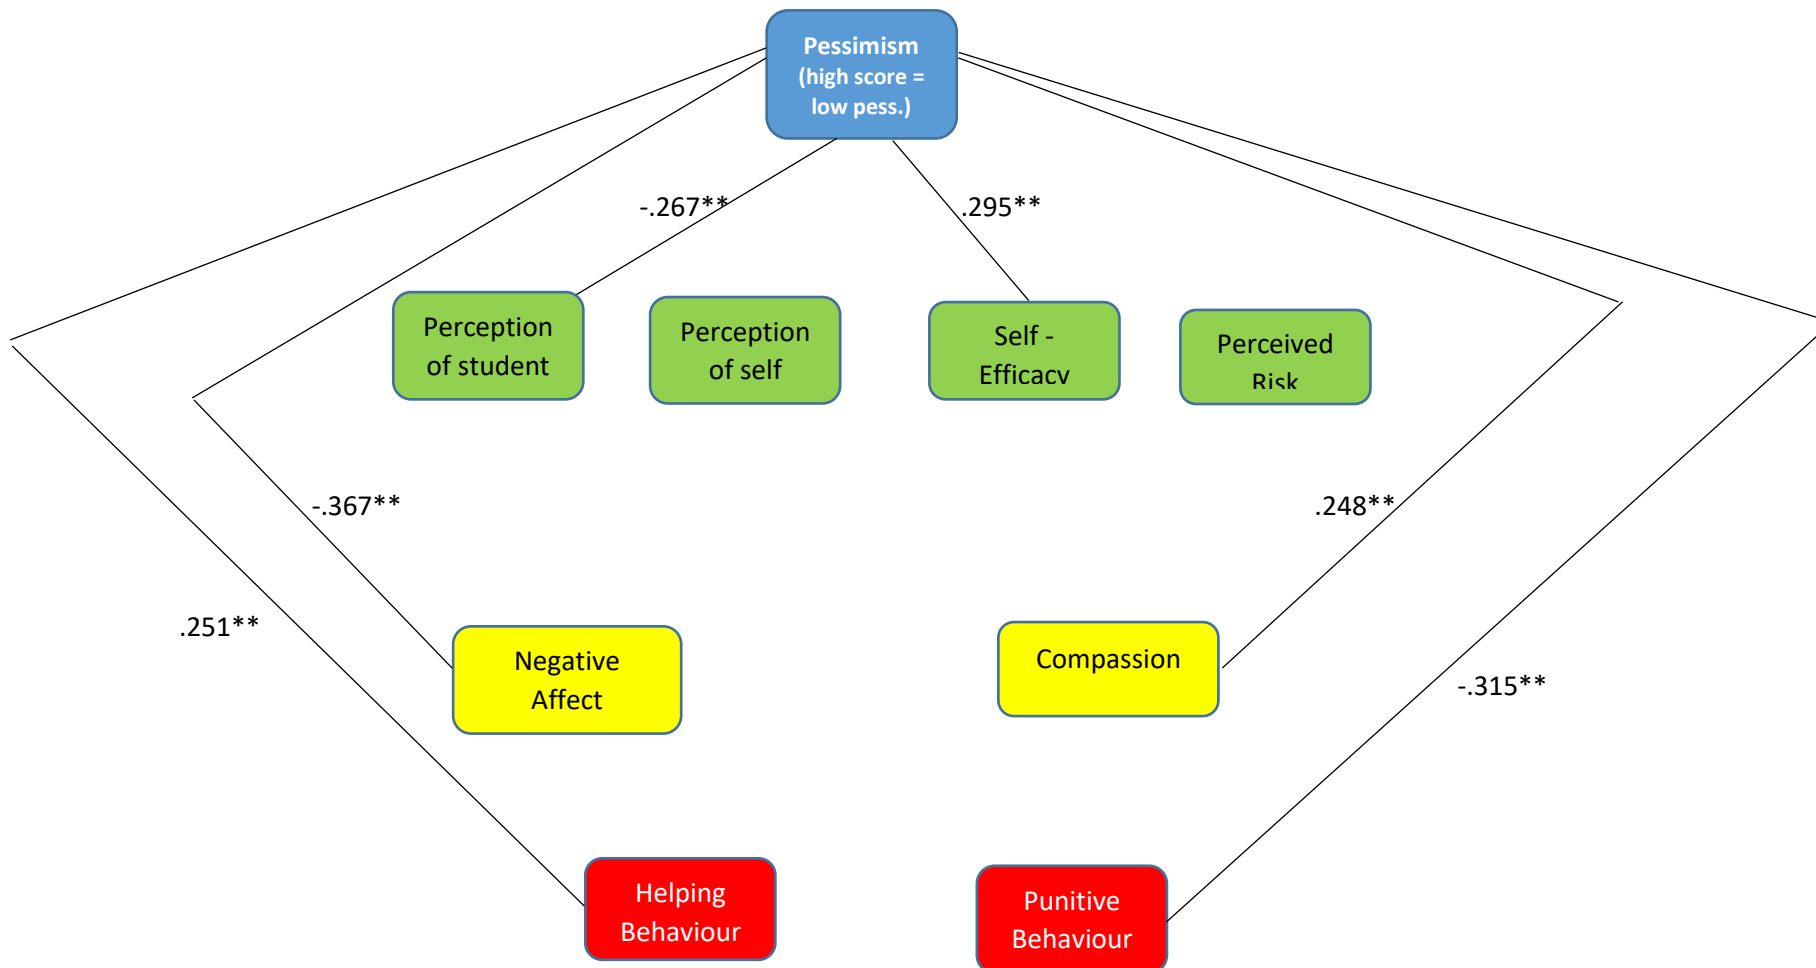 Pessimism
(high score =
low pess.)
-.267**
.295**
Perception
of student
Perception
of self
Self -
Efficacy
Perceived
Risk
-.367**
.248**
.251**
Negative
Affect
Compassion
-.315**
Helping
Behaviour
Punitive
Behaviour